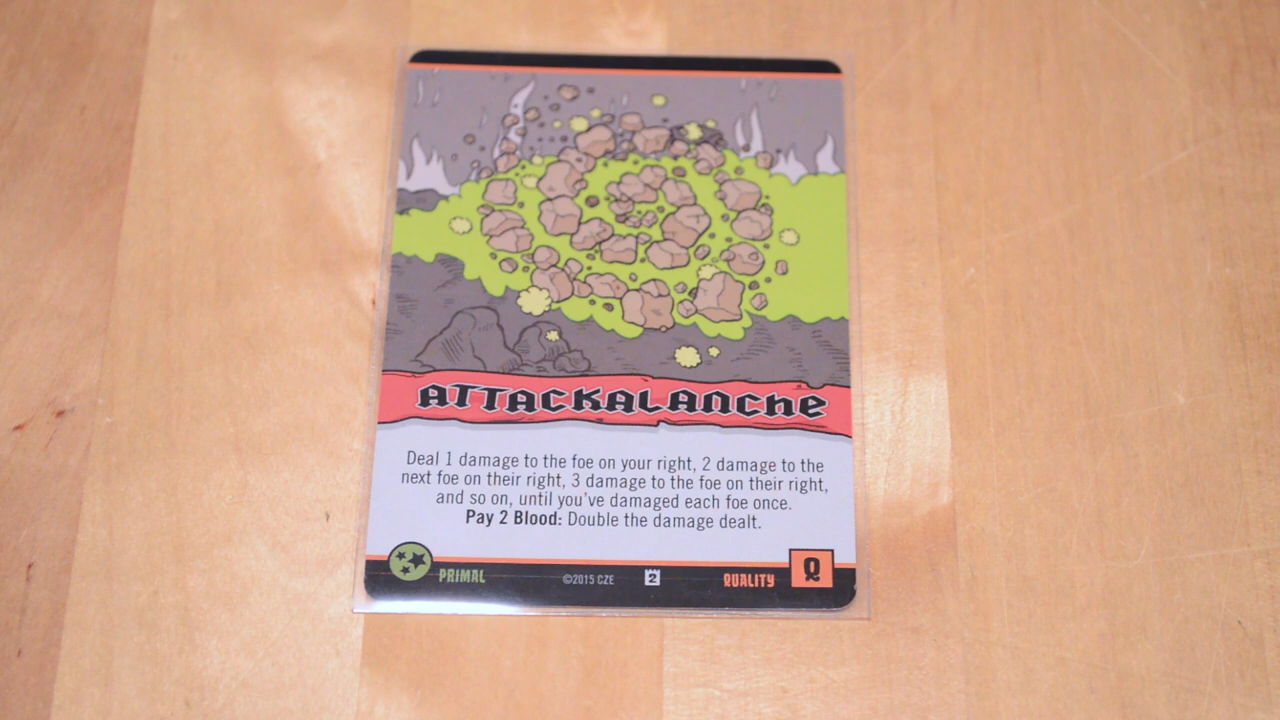 ATTACKALANCHE
Deal 1 damage to the foe on your right, 2 damage to the
next foe on their right, 3 damage to the foe on their right,
and so on, until you've damaged each foe once.
Pay 2 Blood: Double the damage dealt.
PRIMAL ©2015 CZE 2 QUALITY Q